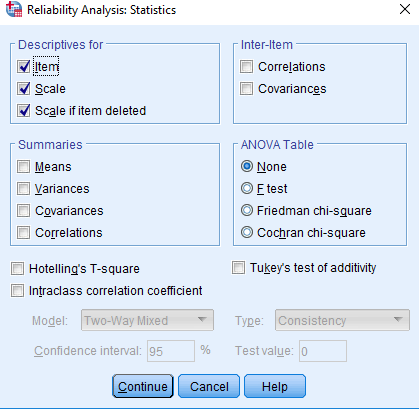 Reliability Analysis: Statistics
Descriptives for
Item
Scale
Scale if item deleted
Inter-Item
Correlations
Covariances
Summaries
Means
Variances
Covariances
Correlations
ANOVA Table
None
F test
Friedman chi-square
Cochran chi-square
Hotelling's T-square
Tukey's test of additivity
Intraclass correlation coefficient
Model: Two-Way Mixed Type: Consistency
Confidence interval: 95 % Test value: 0
Continue Cancel Help